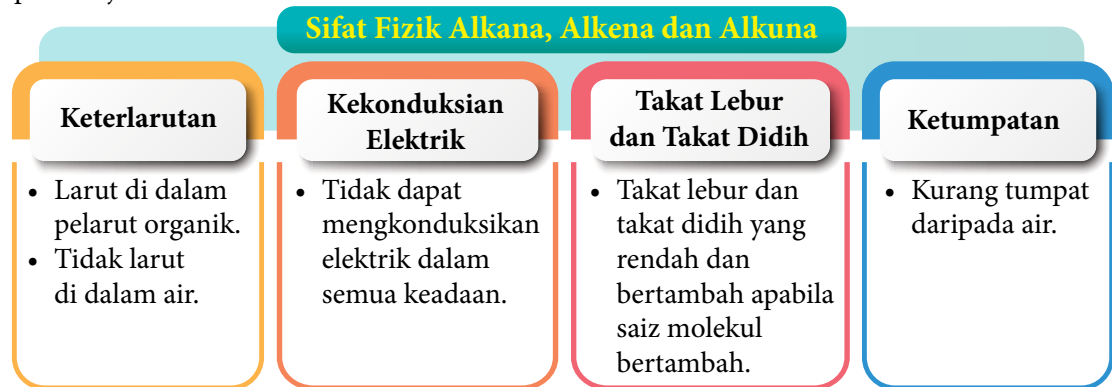 Sifat Fizik Alkana, Alkena dan Alkuna
Keterlarutan
• Larut di dalam
pelarut organik.
• Tidak larut
di dalam air.
Kekonduksian
Elektrik
• Tidak dapat
mengkonduksikan
elektrik dalam
semua keadaan.
Takat Lebur
dan Takat Didih
• Takat lebur dan
takat didih yang
rendah dan
bertambah apabila
saiz molekul
bertambah.
Ketumpatan
• Kurang tumpat
daripada air.